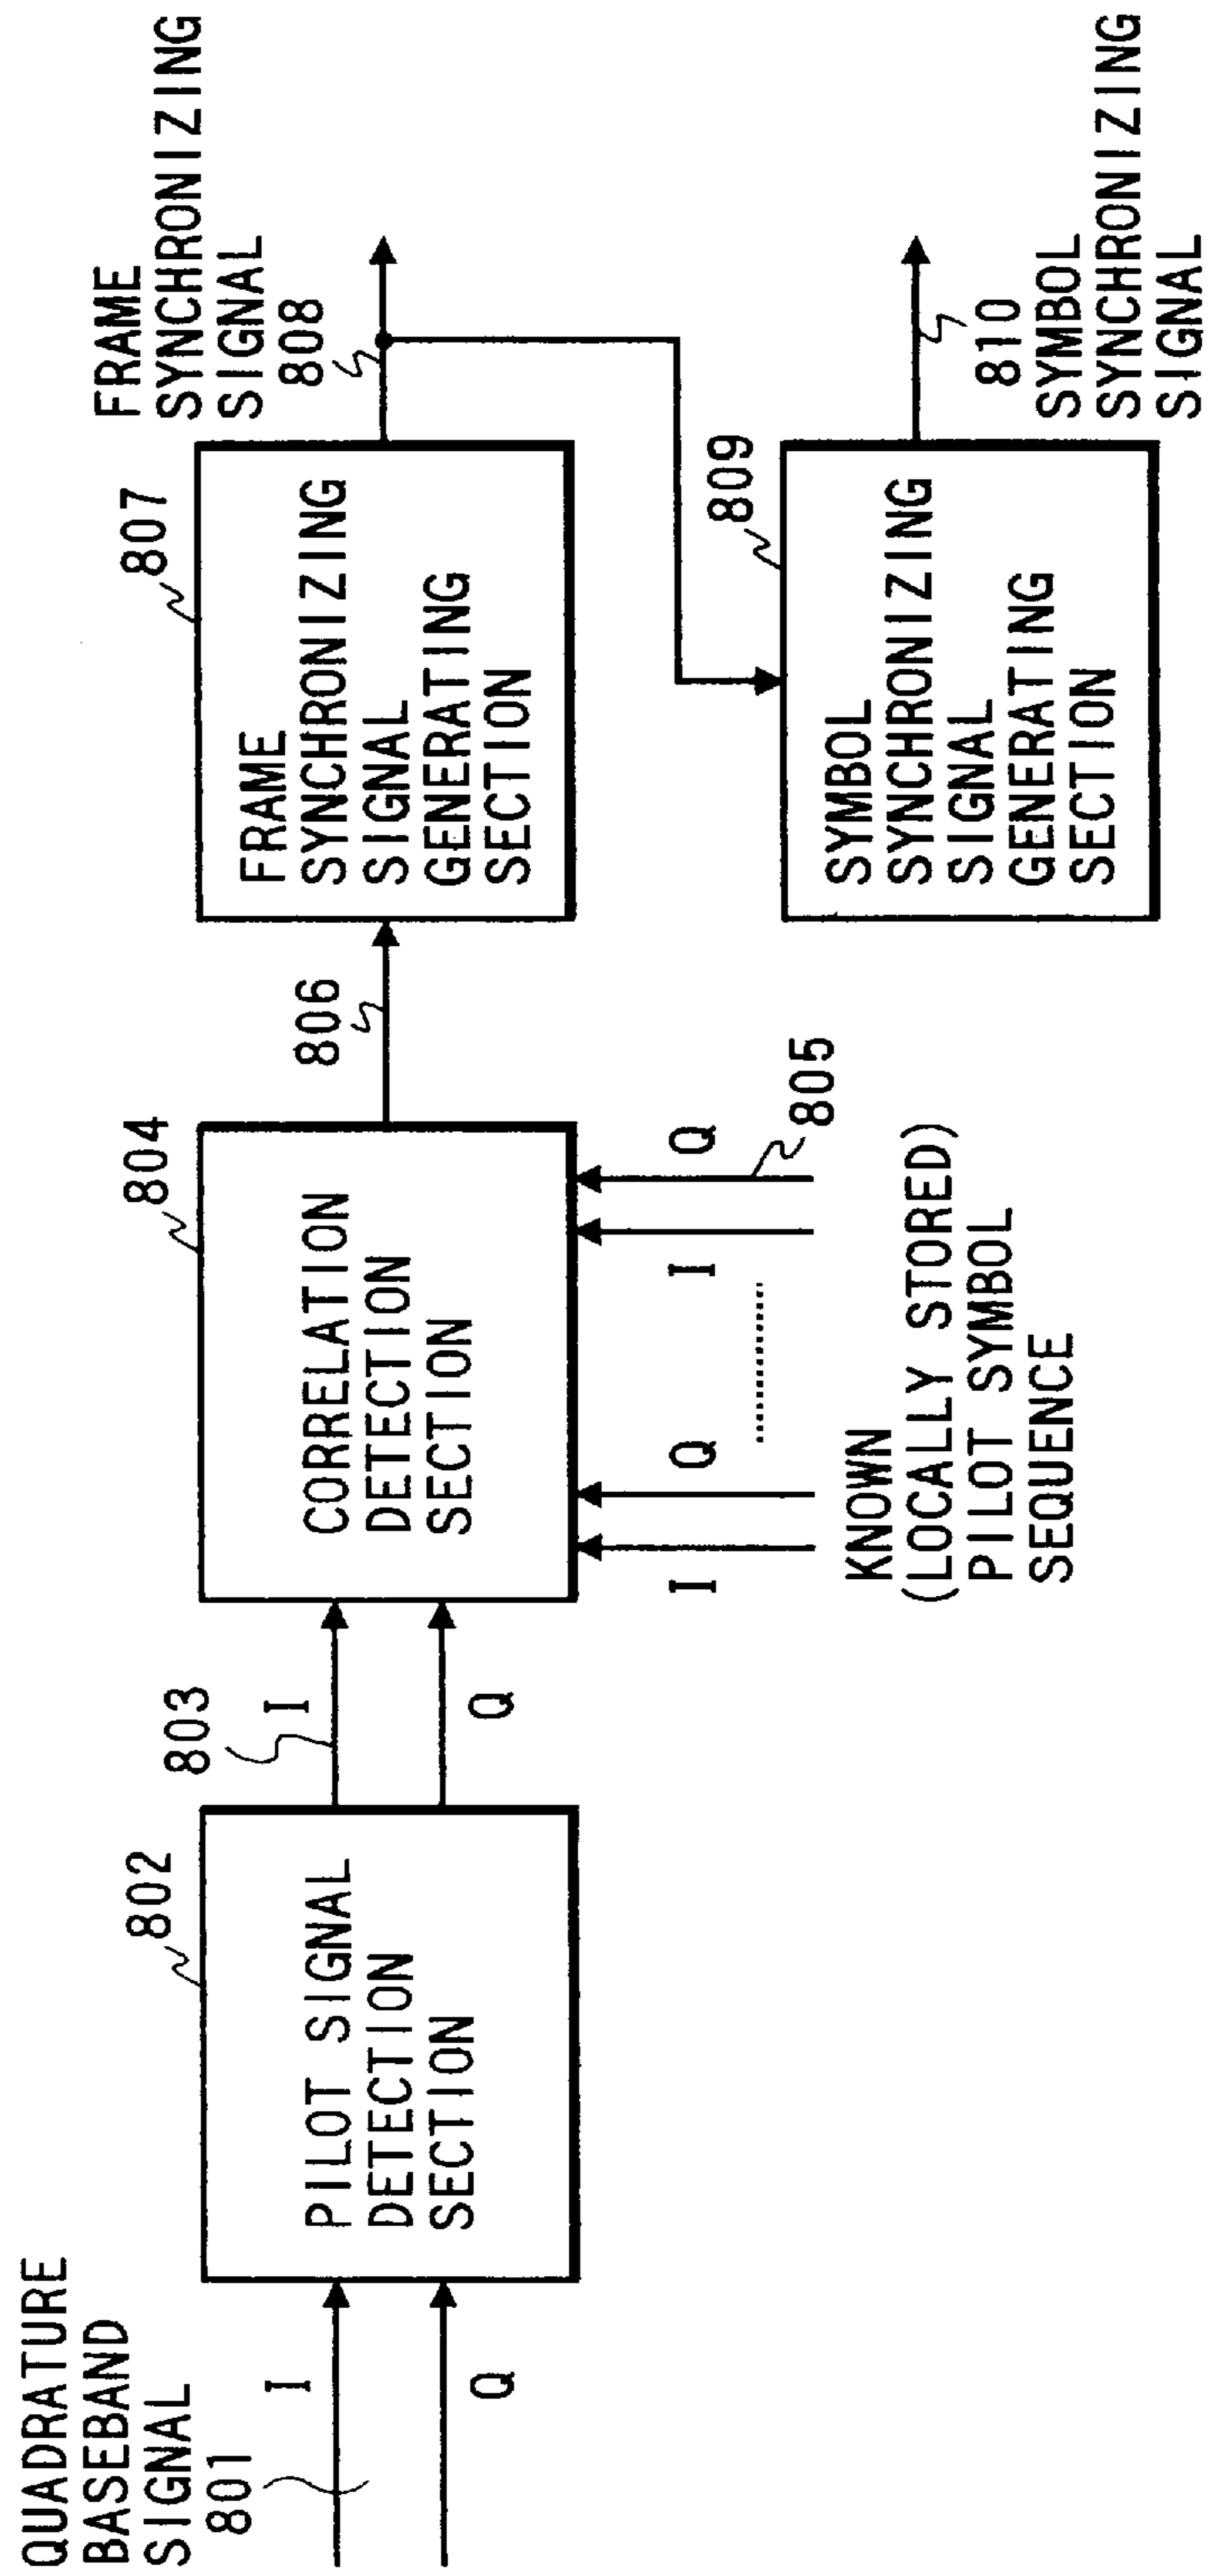 QUADRATURE
BASEBAND
SIGNAL
801
I
Q
802
PILOT SIGNAL
DETECTION
SECTION
803
I
Q
804
CORRELATION
DETECTION
SECTION
I
Q
I
Q
805
KNOWN
(LOCALLY STORED)
PILOT SYMBOL
SEQUENCE
806
807
FRAME
SYNCHRONIZING
SIGNAL
GENERATING
SECTION
FRAME
SYNCHRONIZING
SIGNAL
808
809
SYMBOL
SYNCHRONIZING
SIGNAL
GENERATING
SECTION
810
SYMBOL
SYNCHRONIZING
SIGNAL